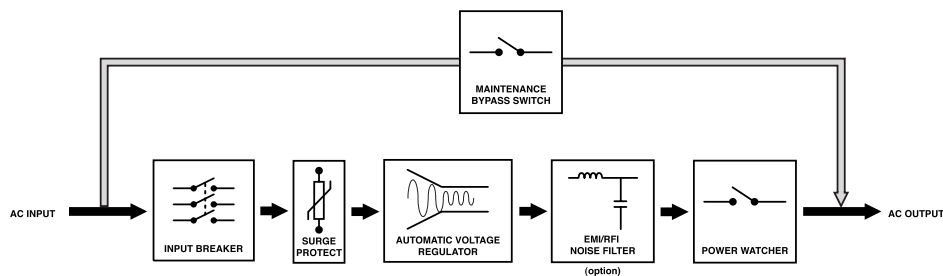 MAINTENANCE
BYPASS SWITCH
AC INPUT
INPUT BREAKER
SURGE
PROTECT
AUTOMATIC VOLTAGE
REGULATOR
EMI/RFI
NOISE FILTER
(option)
POWER WATCHER
AC OUTPUT